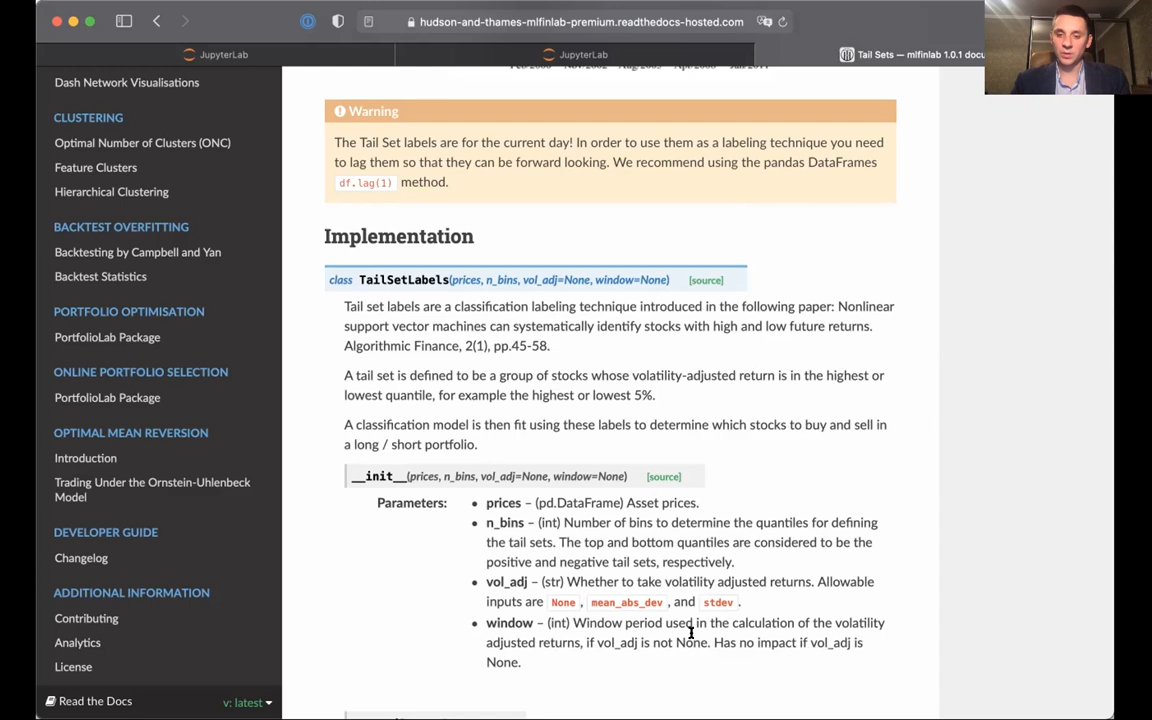 hudson-and-thames-mlfinlab-premium.readthedocs-hosted.com
JupyterLab
JupyterLab
Tail Sets — mlfinlab 1.0.1 docu
Dash Network Visualisations
CLUSTERING
Optimal Number of Clusters (ONC)
Feature Clusters
Hierarchical Clustering
BACKTEST OVERFITTING
Backtesting by Campbell and Yan
Backtest Statistics
PORTFOLIO OPTIMISATION
PortfolioLab Package
ONLINE PORTFOLIO SELECTION
PortfolioLab Package
OPTIMAL MEAN REVERSION
Introduction
Trading Under the Ornstein-Uhlenbeck
Model
DEVELOPER GUIDE
Changelog
ADDITIONAL INFORMATION
Contributing
Analytics
License
Read the Docs
v: latest
Warning
The Tail Set labels are for the current day! In order to use them as a labeling technique you need
to lag them so that they can be forward looking. We recommend using the pandas DataFrames
df.lag(1) method.
Implementation
class TailSetLabels(prices, n_bins, vol_adj=None, window=None) [source]
Tail set labels are a classification labeling technique introduced in the following paper: Nonlinear
support vector machines can systematically identify stocks with high and low future returns.
Algorithmic Finance, 2(1), pp.45-58.
A tail set is defined to be a group of stocks whose volatility-adjusted return is in the highest or
lowest quantile, for example the highest or lowest 5%.
A classification model is then fit using these labels to determine which stocks to buy and sell in
a long / short portfolio.
__init__(prices, n_bins, vol_adj=None, window=None) [source]
Parameters:
• prices – (pd.DataFrame) Asset prices.
• n_bins – (int) Number of bins to determine the quantiles for defining
the tail sets. The top and bottom quantiles are considered to be the
positive and negative tail sets, respectively.
• vol_adj – (str) Whether to take volatility adjusted returns. Allowable
inputs are None , mean_abs_dev , and stdev .
• window – (int) Window period used in the calculation of the volatility
adjusted returns, if vol_adj is not None. Has no impact if vol_adj is
None.